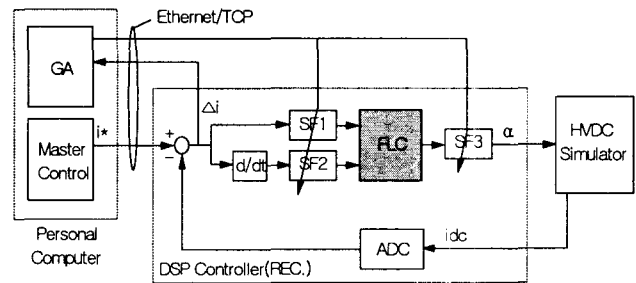 Ethernet/TCP
GA
Δi
i*
+
−
Master
Control
SF1
d/dt
SF2
FLC
SF3
α
HVDC
Simulator
ADC
idc
Personal
Computer
DSP Controller(REC.)